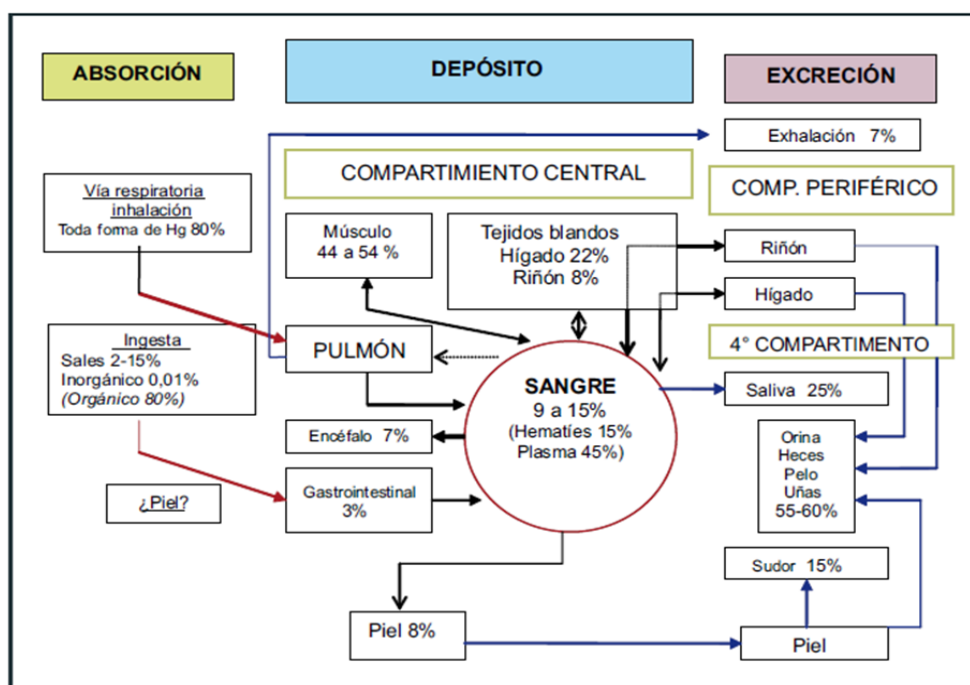 ABSORCIÓN
DEPÓSITO
EXCRECIÓN
Exhalación 7%
COMPARTIMIENTO CENTRAL
COMP. PERIFÉRICO
Vía respiratoria
inhalación
Toda forma de Hg 80%
Músculo
44 a 54 %
Tejidos blandos
Hígado 22%
Riñón 8%
Riñón
Hígado
Ingesta
Sales 2-15%
Inorgánico 0,01%
(Orgánico 80%)
PULMÓN
4° COMPARTIMENTO
SANGRE
9 a 15%
(Hematíes 15%
Plasma 45%)
Saliva 25%
Encéfalo 7%
Orina
Heces
Pelo
Uñas
55-60%
¿Piel?
Gastrointestinal
3%
Sudor 15%
Piel 8%
Piel